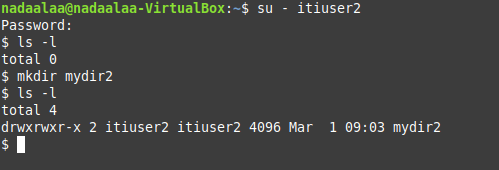 nadaalaa@nadaalaa-VirtualBox:~$ su - itiuser2
Password:
$ ls -l
total 0
$ mkdir mydir2
$ ls -l
total 4
drwxrwxr-x 2 itiuser2 itiuser2 4096 Mar  1 09:03 mydir2
$